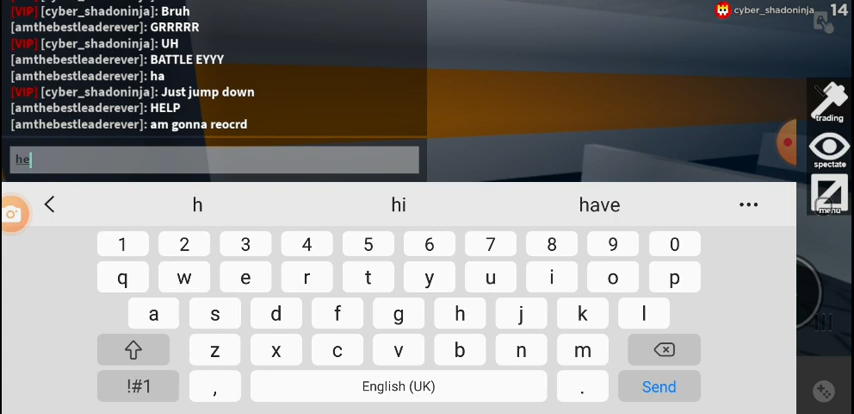 [VIP] [cyber_shadoninja]: Bruh
[amthebestleaderever]: GRRRRR
[VIP] [cyber_shadoninja]: UH
[amthebestleaderever]: BATTLE EYYY
[amthebestleaderever]: ha
[VIP] [cyber_shadoninja]: Just jump down
[amthebestleaderever]: HELP
[amthebestleaderever]: am gonna reocrd
cyber_shadoninja 14
trading
spectate
menu
he
h hi have
1 2 3 4 5 6 7 8 9 0
q w e r t y u i o p
a s d f g h j k l
z x c v b n m
!#1 , English (UK) . Send